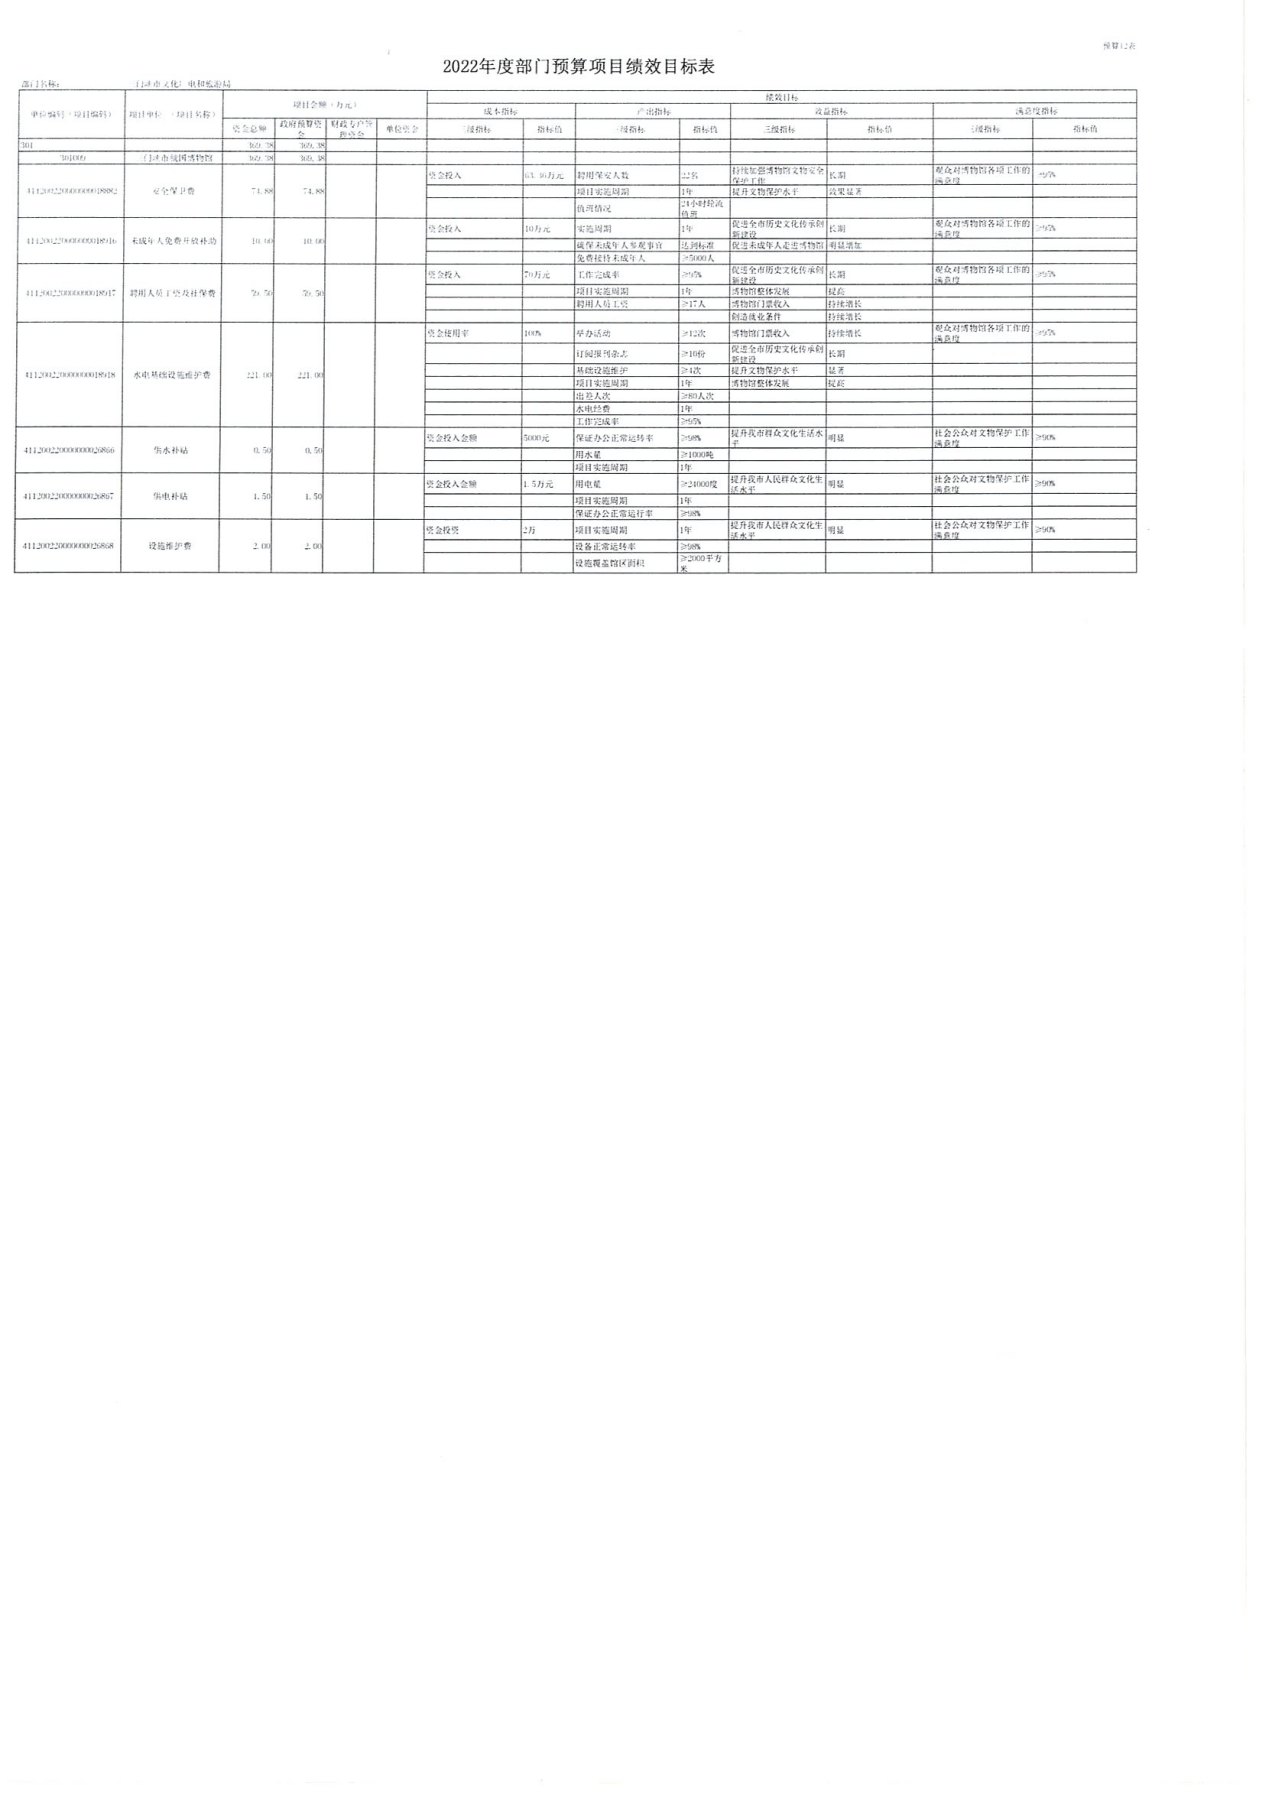 预算12表
2022年度部门预算项目绩效目标表
部门名称:
单位编码（项目编码） 项目单位 （项目名称） 项目金额（万元） 绩效目标
成本指标 产出指标 效益指标 满意度指标
资金总额 政府预算资金 财政专户管理资金 单位资金 三级指标 指标值 三级指标 指标值 三级指标 指标值 三级指标 指标值
301 369.38 369.38
301009 门峡市虢国博物馆 369.38 369.38
安全保卫费 74.88 74.88 资金投入 聘用保安人数 22名 持续加强博物馆文物安全保护工作 长期 观众对博物馆各项工作的满意度 ≥95%
项目实施周期 1年 提升文物保护水平 效果显著
值班情况 24小时轮流值班
未成年人免费开放补助 10.00 10.00 资金投入 10万元 实施周期 1年 促进全市历史文化传承创新建设 长期 观众对博物馆各项工作的满意度 ≥95%
确保未成年人参观事宜 达到标准 促进未成年人走进博物馆 明显增加
免费接待未成年人 ≥5000人
聘用人员工资及社保费 59.50 59.50 资金投入 70万元 工作完成率 ≥95% 促进全市历史文化传承创新建设 长期 观众对博物馆各项工作的满意度 ≥95%
项目实施周期 1年 博物馆整体发展 提高
聘用人员工资 ≥17人 博物馆门票收入 持续增长
创造就业条件 持续增长
411200220000000018918 水电基础设施维护费 221.00 221.00 资金使用率 100% 举办活动 ≥12次 博物馆门票收入 持续增长 观众对博物馆各项工作的满意度 ≥95%
订阅报刊杂志 ≥10份 促进全市历史文化传承创新建设 长期
基础设施维护 ≥4次 提升文物保护水平 显著
项目实施周期 1年 博物馆整体发展 提高
出差人次 ≥80人次
水电经费 1年
工作完成率 ≥95%
411200220000000026866 供水补贴 0.50 0.50 资金投入金额 5000元 保证办公正常运转率 ≥98% 提升我市群众文化生活水平 明显 社会公众对文物保护工作满意度 ≥90%
用水量 ≥1000吨
项目实施周期 1年
411200220000000026867 供电补贴 1.50 1.50 资金投入金额 1.5万元 用电量 ≥24000度 提升我市人民群众文化生活水平 明显 社会公众对文物保护工作满意度 ≥90%
项目实施周期 1年
保证办公正常运行率 ≥98%
411200220000000026868 设施维护费 2.00 2.00 资金投资 2万 项目实施周期 1年 提升我市人民群众文化生活水平 明显 社会公众对文物保护工作满意度 ≥90%
设备正常运转率 ≥98%
设施覆盖馆区面积 ≥2000平方米